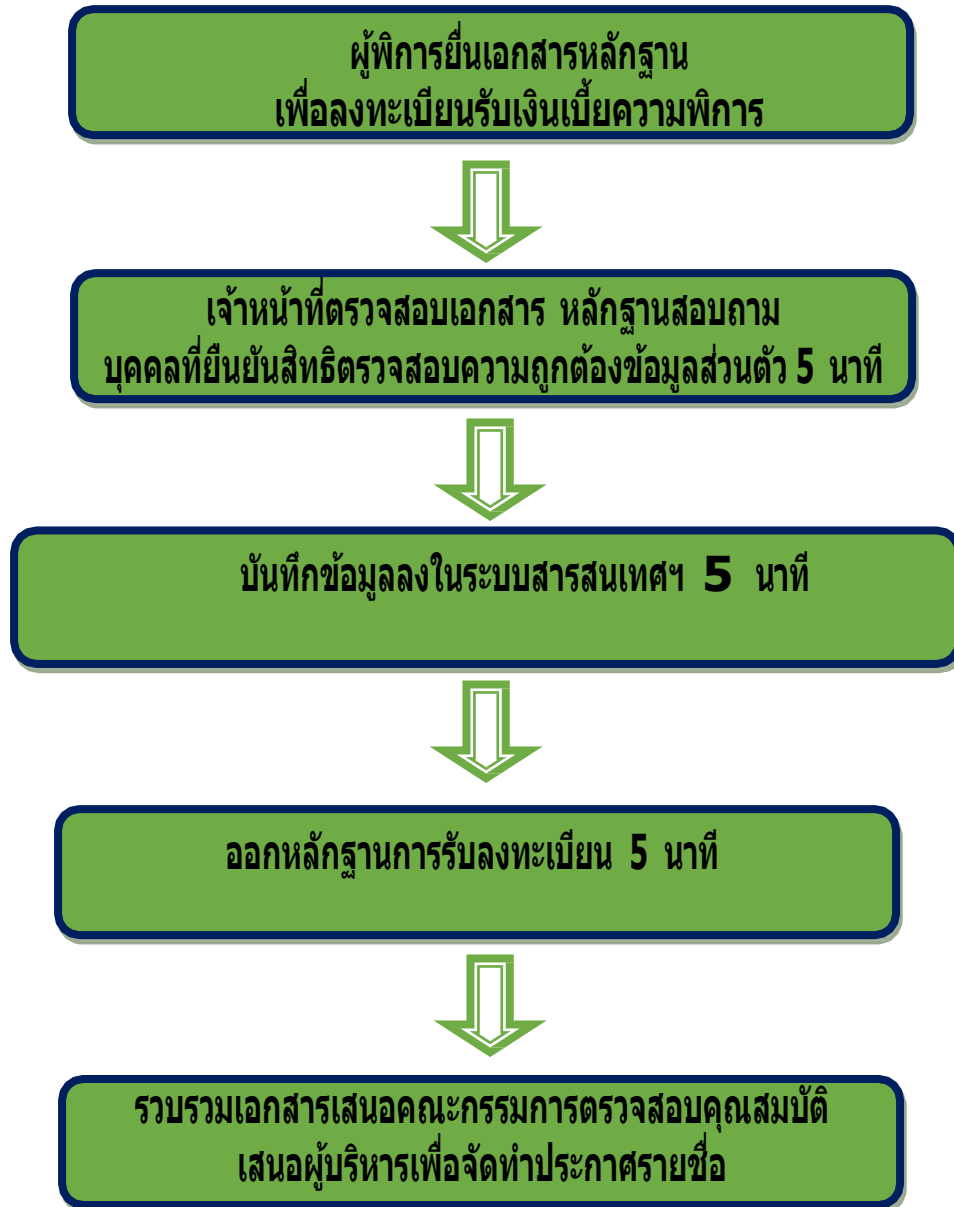 ผู้พิการยื่นเอกสารหลักฐาน
เพื่อลงทะเบียนรับเงินเบี้ยความพิการ
เจ้าหน้าที่ตรวจสอบเอกสาร หลักฐานสอบถาม
บุคคลที่ยืนยันสิทธิตรวจสอบความถูกต้องข้อมูลส่วนตัว 5 นาที
บันทึกข้อมูลลงในระบบสารสนเทศฯ 5 นาที
ออกหลักฐานการรับลงทะเบียน 5 นาที
รวบรวมเอกสารเสนอคณะกรรมการตรวจสอบคุณสมบัติ
เสนอผู้บริหารเพื่อจัดทำประกาศรายชื่อ